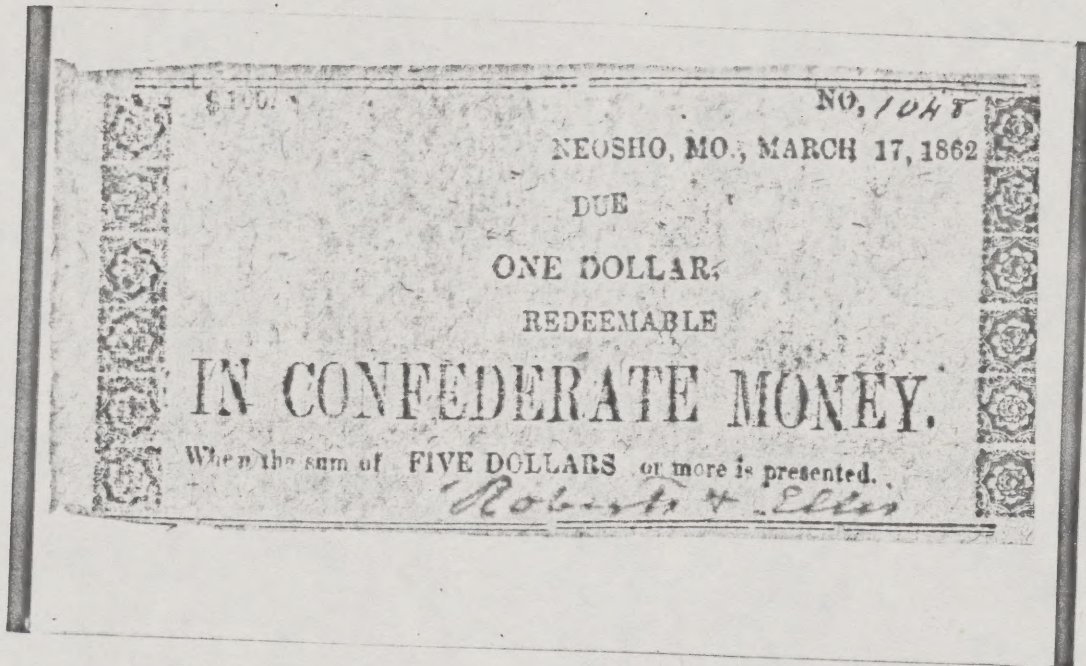 $1.00.
NO, 1048
NEOSHO, MO., MARCH 17, 1862
DUE
ONE DOLLAR,
REDEEMABLE
IN CONFEDERATE MONEY.
When the sum of FIVE DOLLARS or more is presented.
Roberts & Ellis